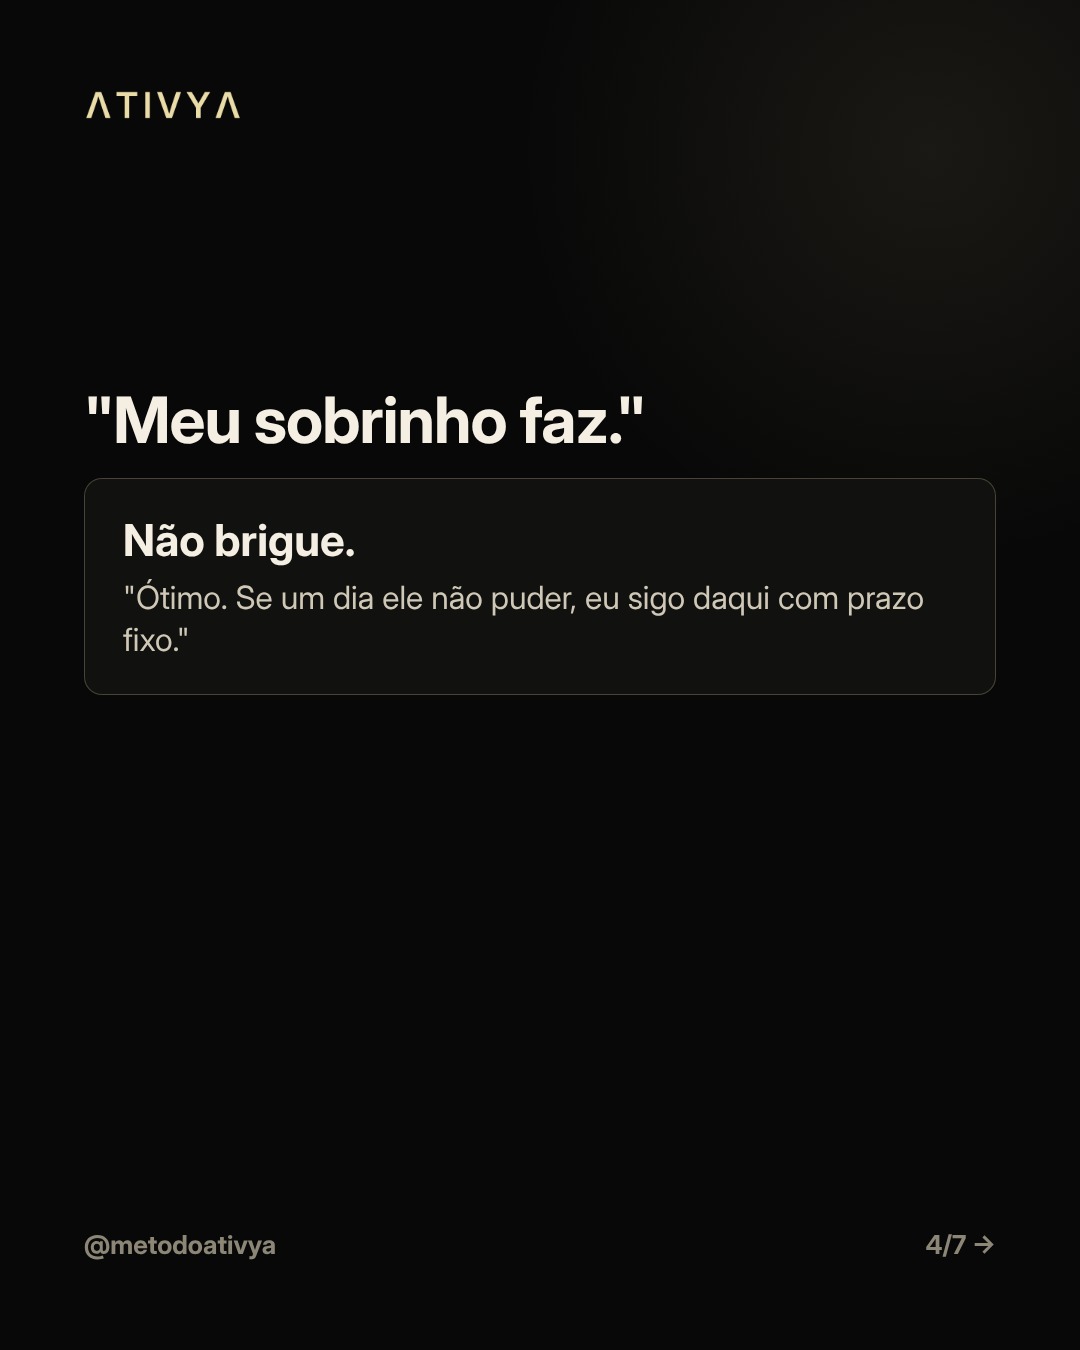 ATIVYA
"Meu sobrinho faz."
Não brigue.
"Ótimo. Se um dia ele não puder, eu sigo daqui com prazo
fixo."
@metodoativya
4/7 →